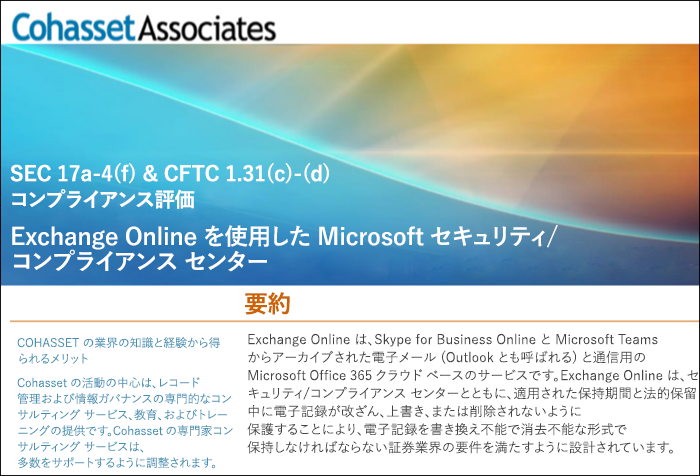 Cohasset Associates
SEC 17a-4(f) & CFTC 1.31(c)-(d)
コンプライアンス評価
Exchange Online を使用した Microsoft セキュリティ/
コンプライアンス センター
要約
COHASSET の業界の知識と経験から得
られるメリット
Cohasset の活動の中心は、レコード
管理および情報ガバナンスの専門的なコン
サルティング サービス、教育、およびトレー
ニングの提供です。Cohasset の専門家コン
サルティング サービスは、
多数をサポートするように調整されます。
Exchange Online は、Skype for Business Online と Microsoft Teams
からアーカイブされた電子メール (Outlook とも呼ばれる) と通信用の
Microsoft Office 365 クラウド ベースのサービスです。Exchange Online は、セ
キュリティ/コンプライアンス センターとともに、適用された保持期間と法的保留
中に電子記録が改ざん、上書き、または削除されないように
保護することにより、電子記録を書き換え不能で消去不能な形式で
保持しなければならない証券業界の要件を満たすように設計されています。